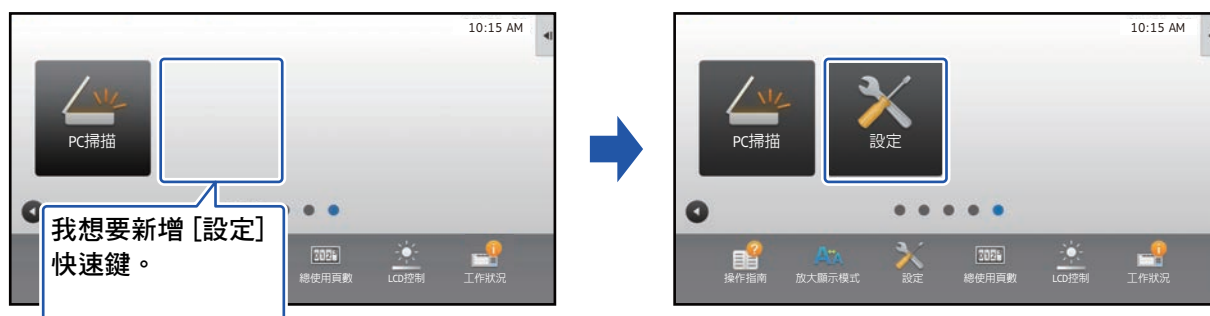 10:15 AM
PC掃描
我想要新增 [設定]
快速鍵。
總使用頁數
LCD控制
工作狀況
10:15 AM
PC掃描
設定
操作指南
放大顯示模式
設定
總使用頁數
LCD控制
工作狀況